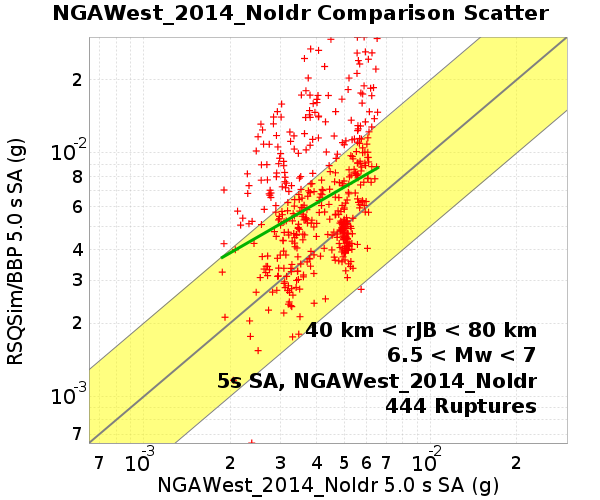 NGAWest_2014_NoIdr Comparison Scatter
RSQSim/BBP 5.0 s SA (g)
2
10-2
8
6
4
3
2
10-3
7
40 km < rJB < 80 km
6.5 < Mw < 7
5s SA, NGAWest_2014_NoIdr
444 Ruptures
7 10-3 2 3 4 5 6 7 10-2 2
NGAWest_2014_NoIdr 5.0 s SA (g)